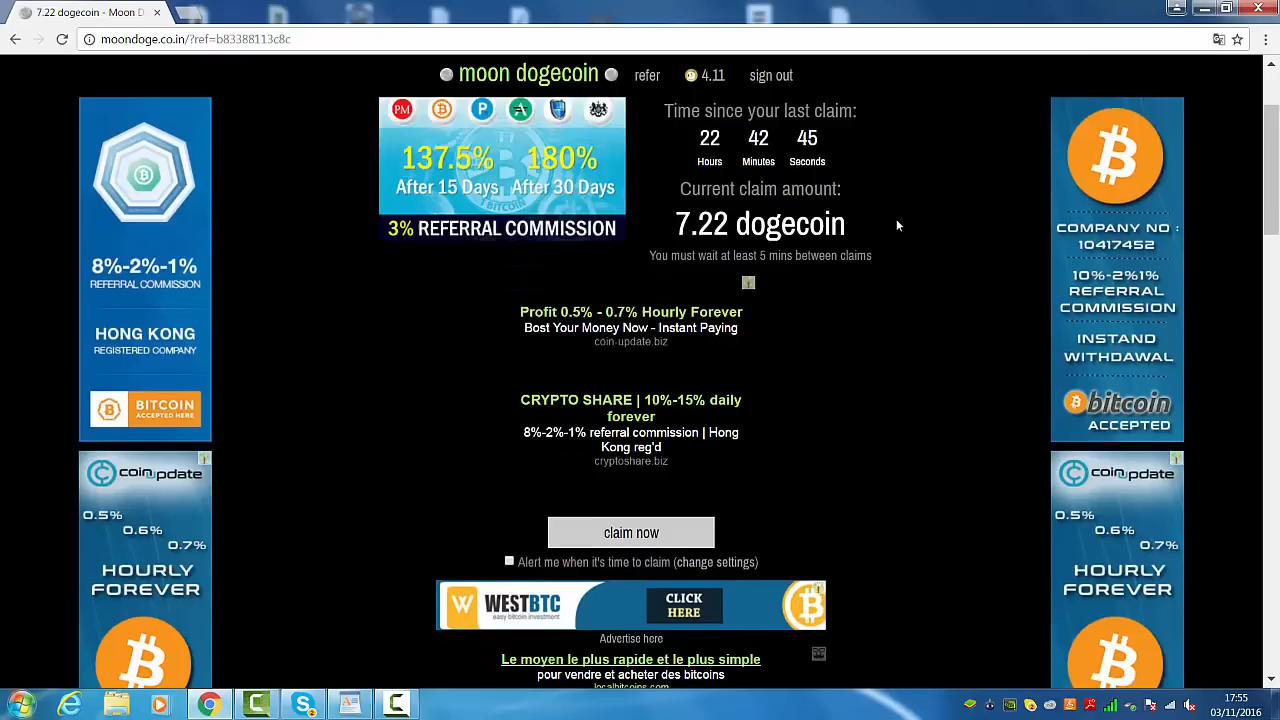 7.22 dogecoin - Moon D
moondoge.co.in/?ref=b83388113c8c
moon dogecoin
refer
4.11
sign out
PM
137.5% 180%
After 15 Days After 30 Days
1 BITCOIN
3% REFERRAL COMMISSION
Time since your last claim:
22 42 45
Hours Minutes Seconds
Current claim amount:
7.22 dogecoin
You must wait at least 5 mins between claims
8%-2%-1%
REFERRAL COMMISSION
HONG KONG
REGISTERED COMPANY
BITCOIN
ACCEPTED HERE
COMPANY NO :
10417452
10%-2%1%
REFERRAL
COMMISSION
INSTAND
WITHDAWAL
bitcoin
ACCEPTED
Profit 0.5% - 0.7% Hourly Forever
Bost Your Money Now - Instant Paying
coin-update.biz
CRYPTO SHARE | 10%-15% daily
forever
8%-2%-1% referral commission | Hong
Kong reg'd
cryptoshare.biz
coinupdate
0.5%
0.6%
0.7%
HOURLY
FOREVER
coinupdate
0.5%
0.6%
0.7%
HOURLY
FOREVER
claim now
Alert me when it's time to claim (change settings)
WESTBTC
easy bitcoin investment
CLICK
HERE
Advertise here
Le moyen le plus rapide et le plus simple
pour vendre et acheter des bitcoins
localbitcoins.com
17:55
03/11/2016